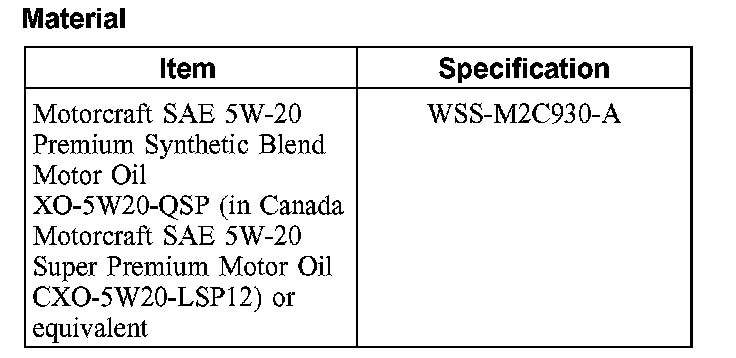 Material
Item
Specification
Motorcraft SAE 5W-20
Premium Synthetic Blend
Motor Oil
XO-5W20-QSP (in Canada
Motorcraft SAE 5W-20
Super Premium Motor Oil
CXO-5W20-LSP12) or
equivalent
WSS-M2C930-A